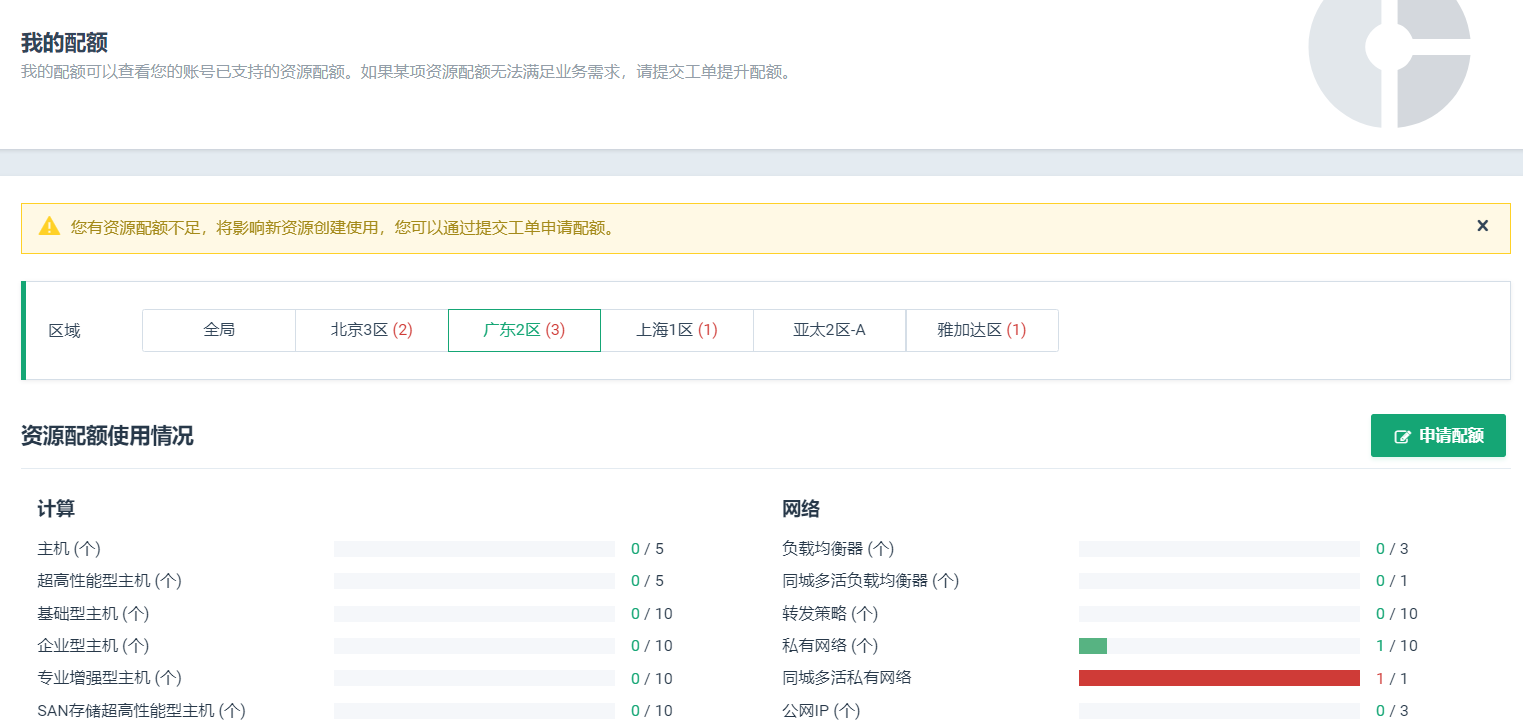 我的配额
我的配额可以查看您的账号已支持的资源配额。如果某项资源配额无法满足业务需求，请提交工单提升配额。
您有资源配额不足，将影响新资源创建使用，您可以通过提交工单申请配额。
区域 全局 北京3区 (2) 广东2区 (3) 上海1区 (1) 亚太2区-A 雅加达区 (1)
资源配额使用情况 申请配额
计算
主机 (个) 0 / 5
超高性能型主机 (个) 0 / 5
基础型主机 (个) 0 / 10
企业型主机 (个) 0 / 10
专业增强型主机 (个) 0 / 10
SAN存储超高性能型主机 (个) 0 / 10
网络
负载均衡器 (个) 0 / 3
同城多活负载均衡器 (个) 0 / 1
转发策略 (个) 0 / 10
私有网络 (个) 1 / 10
同城多活私有网络 1 / 1
公网IP (个) 0 / 3